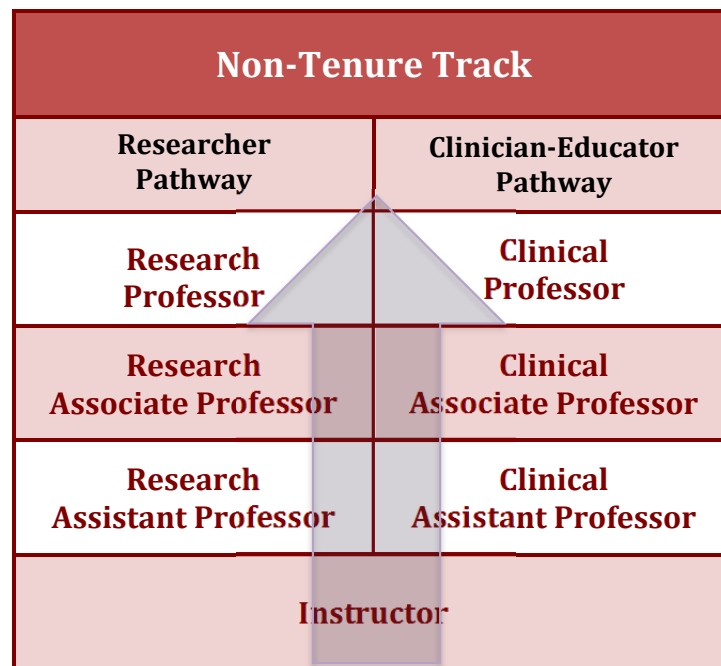 Non-Tenure Track
Researcher
Pathway
Clinician-Educator
Pathway
Research
Professor
Clinical
Professor
Research
Associate Professor
Clinical
Associate Professor
Research
Assistant Professor
Clinical
Assistant Professor
Instructor